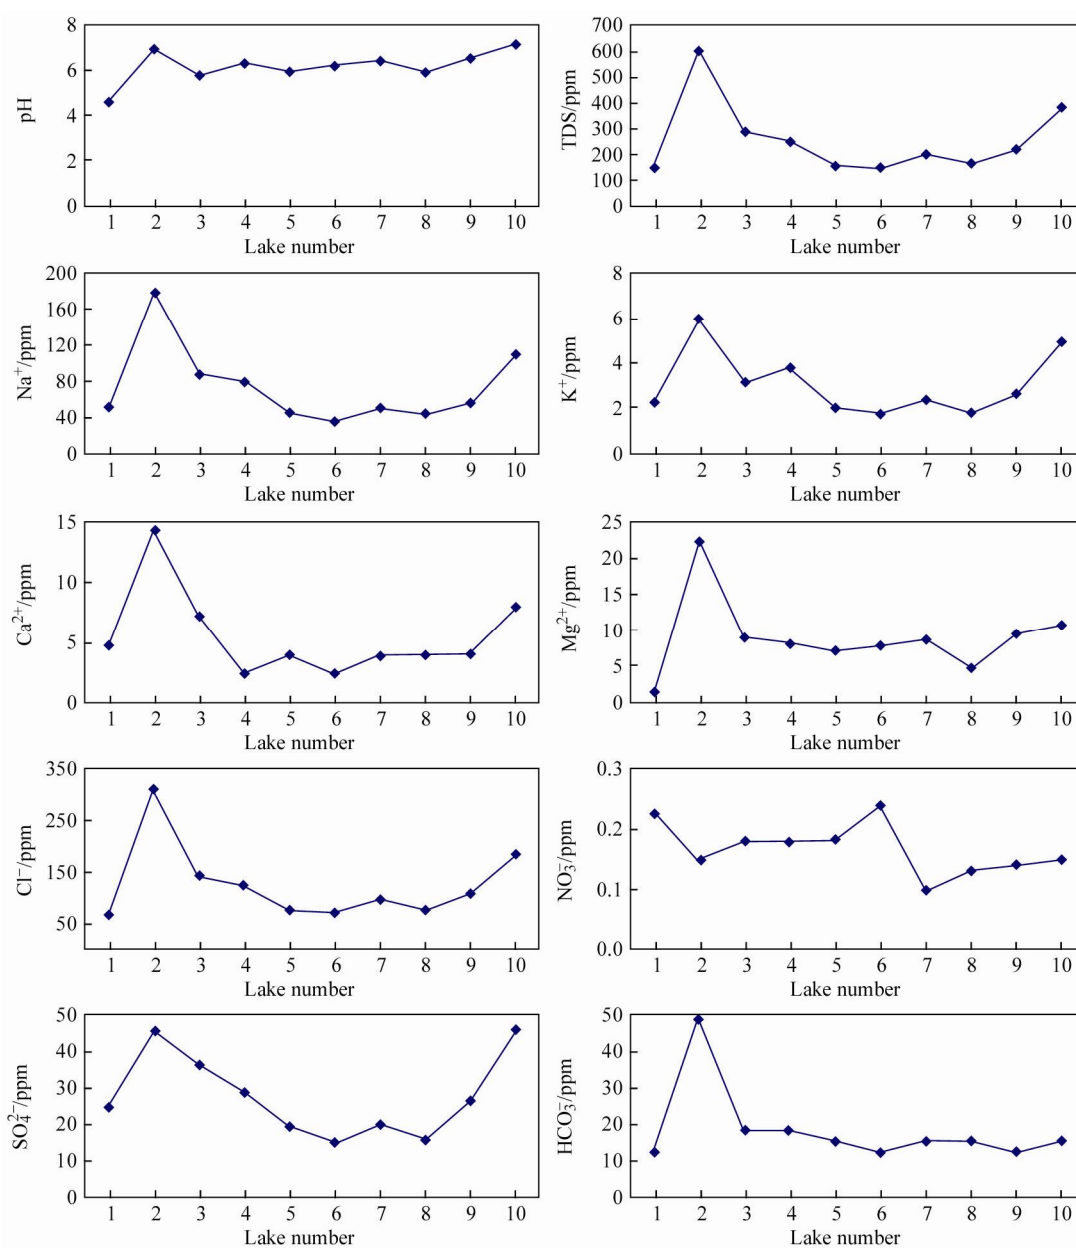 pH
8
6
4
2
0
1 2 3 4 5 6 7 8 9 10
Lake number
TDS/ppm
700
600
500
400
300
200
100
0
1 2 3 4 5 6 7 8 9 10
Lake number
Na⁺/ppm
200
160
120
80
40
0
1 2 3 4 5 6 7 8 9 10
Lake number
K⁺/ppm
8
6
4
2
0
1 2 3 4 5 6 7 8 9 10
Lake number
Ca²⁺/ppm
15
10
5
0
1 2 3 4 5 6 7 8 9 10
Lake number
Mg²⁺/ppm
25
20
15
10
5
0
1 2 3 4 5 6 7 8 9 10
Lake number
Cl⁻/ppm
350
250
150
50
1 2 3 4 5 6 7 8 9 10
Lake number
NO₃⁻/ppm
0.3
0.2
0.1
0.0
1 2 3 4 5 6 7 8 9 10
Lake number
SO₄²⁻/ppm
50
40
30
20
10
0
1 2 3 4 5 6 7 8 9 10
Lake number
HCO₃⁻/ppm
50
40
30
20
10
0
1 2 3 4 5 6 7 8 9 10
Lake number